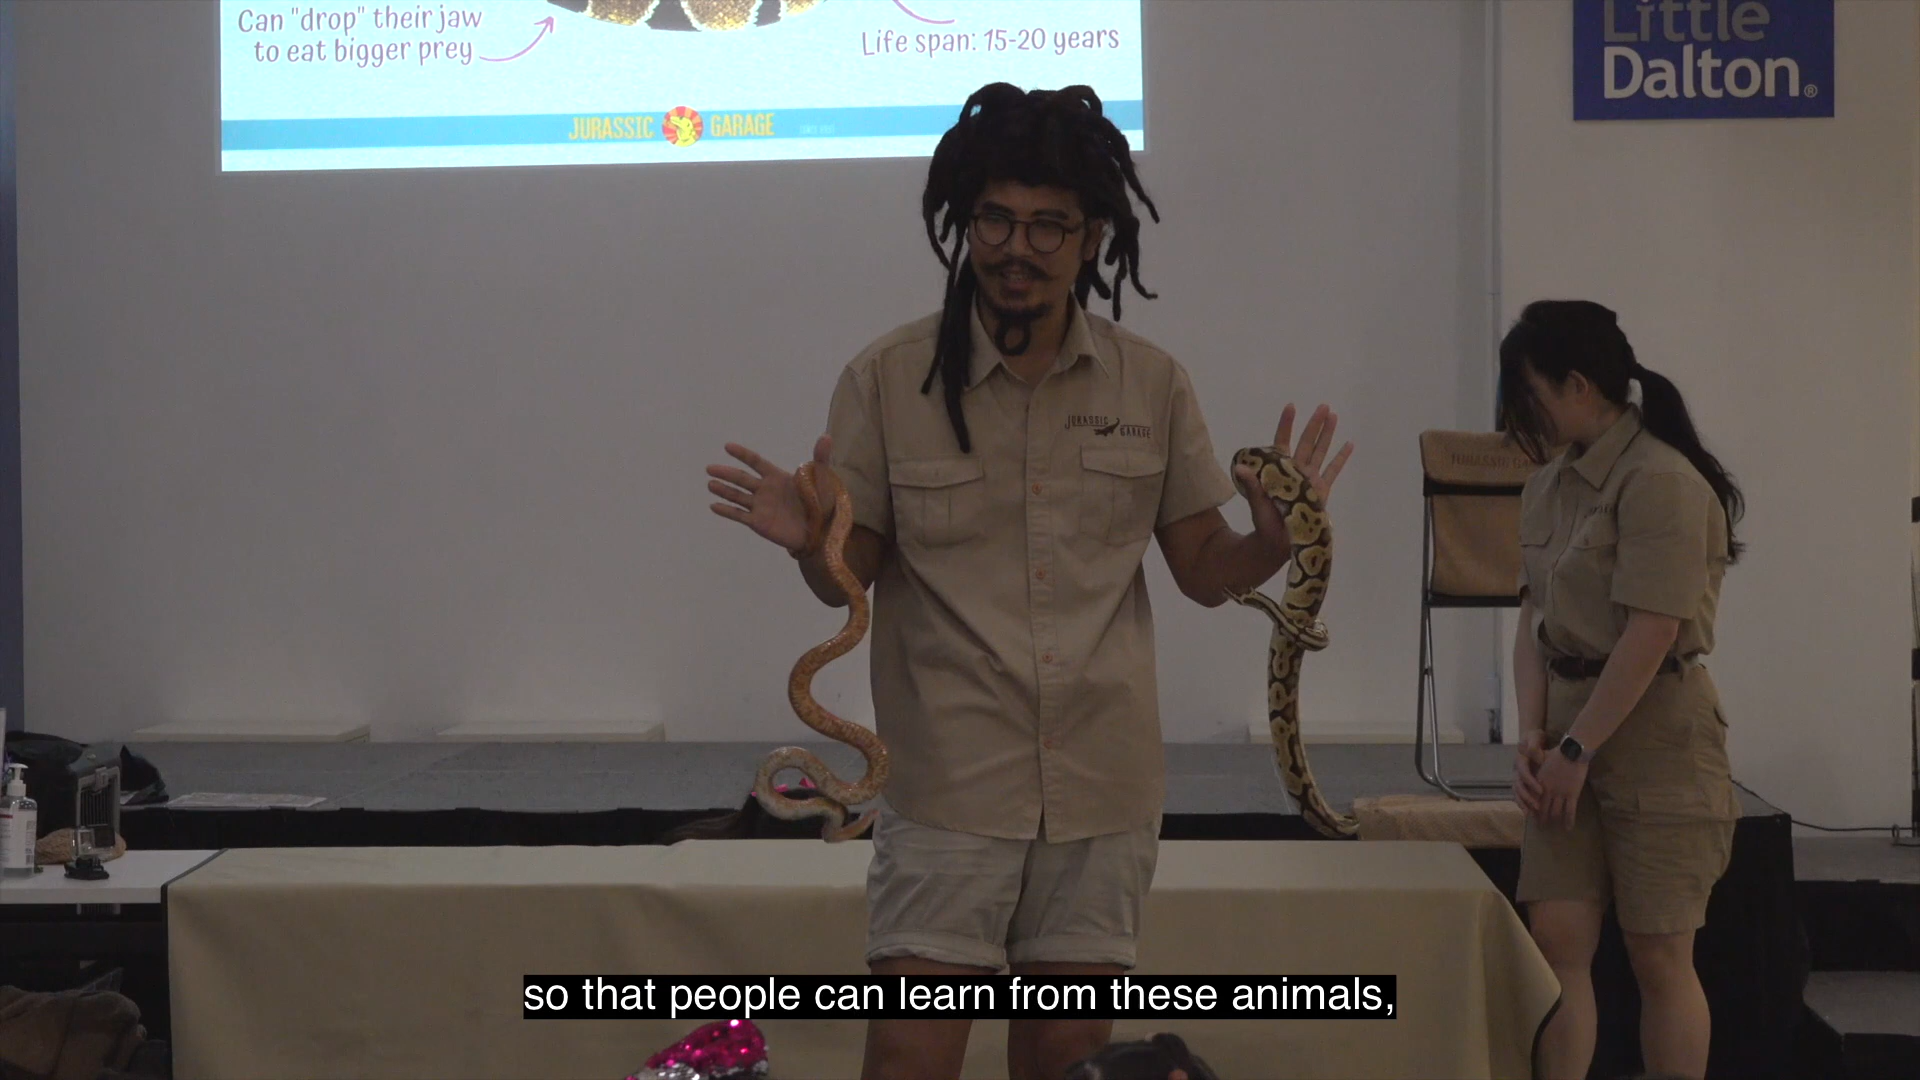 Can "drop" their jaw
to eat bigger prey
Life span: 15-20 years
JURASSIC GARAGE
Little
Dalton®
JURASSIC
GARAGE
JURASSIC
so that people can learn from these animals,